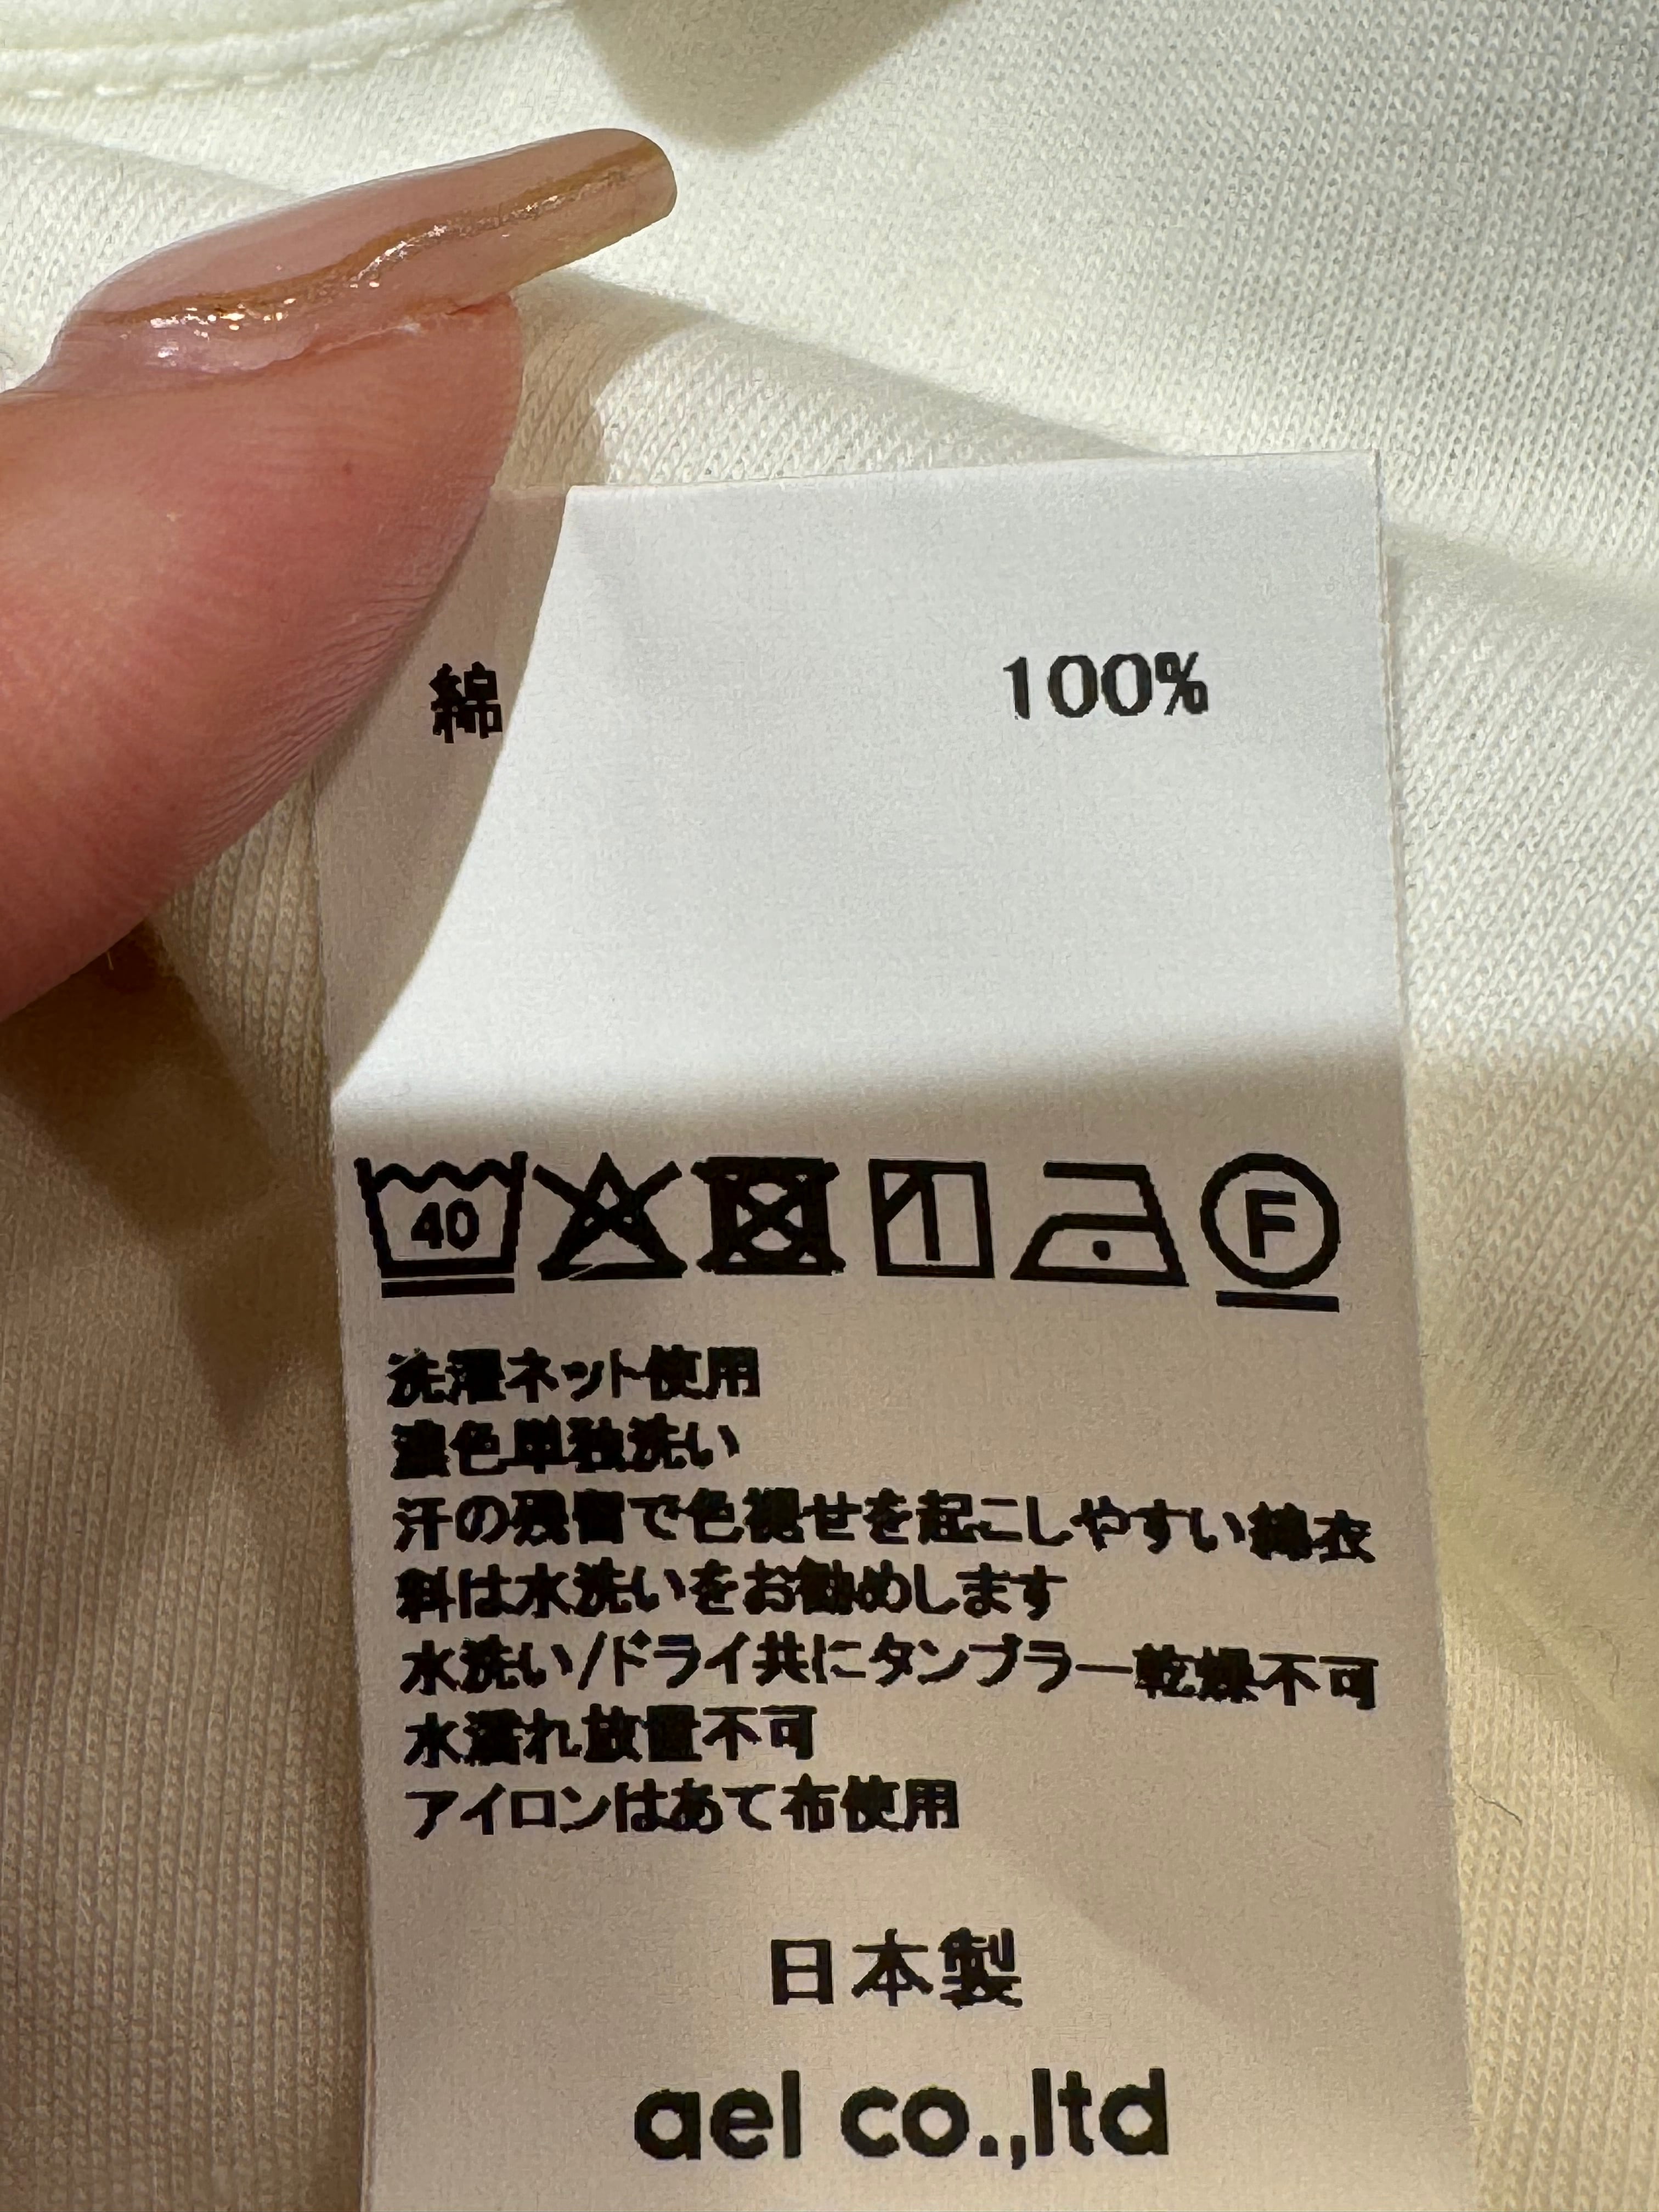 綿 100%
40 F
洗濯ネット使用
濃色単独洗い
汗の残留で色褪せを起こしやすい綿衣
料は水洗いをお勧めします
水洗い/ドライ共にタンブラー乾燥不可
水濡れ放置不可
アイロンはあて布使用
日本製
ael co.,ltd